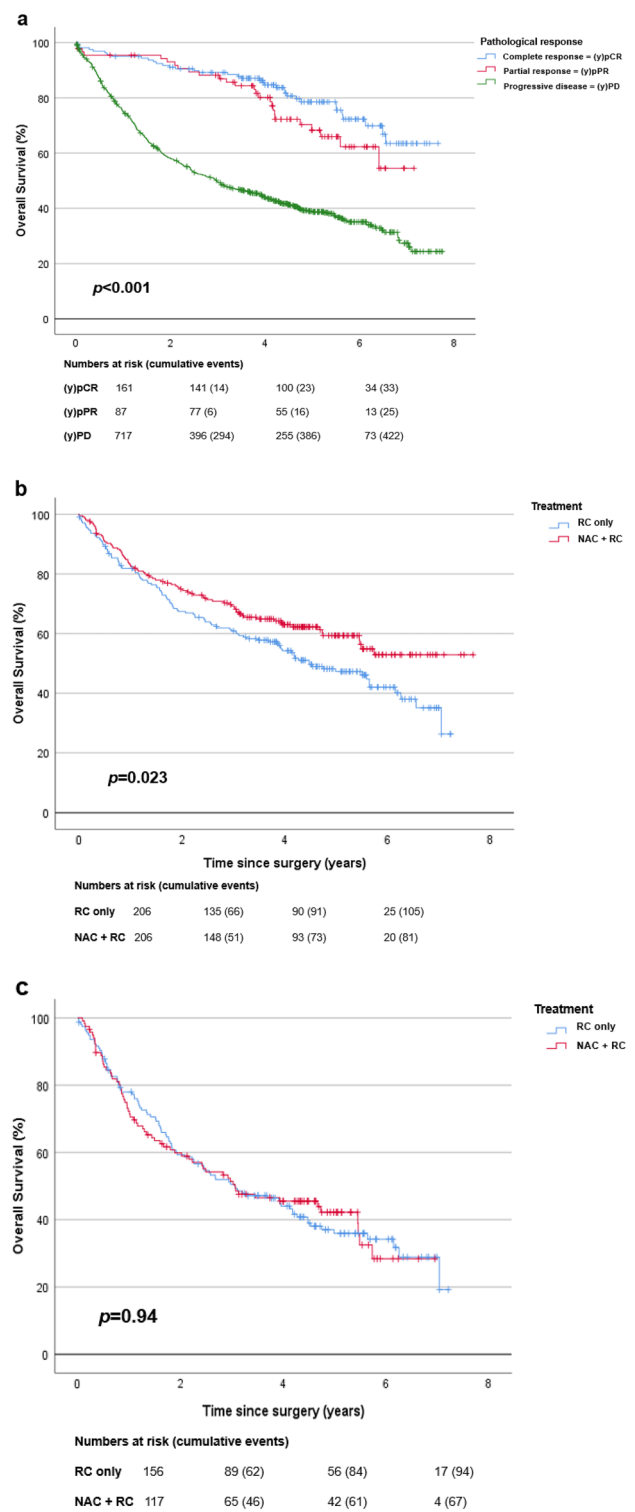 a
Pathological response
Complete response = (y)pCR
Partial response = (y)pPR
Progressive disease = (y)PD
Overall Survival (%)
100
80
60
40
20
0
p<0.001
0 2 4 6 8
Numbers at risk (cumulative events)
(y)pCR 161 141 (14) 100 (23) 34 (33)
(y)pPR 87 77 (6) 55 (16) 13 (25)
(y)PD 717 396 (294) 255 (386) 73 (422)
b
Treatment
RC only
NAC + RC
Overall Survival (%)
100
80
60
40
20
0
p=0.023
0 2 4 6 8
Time since surgery (years)
Numbers at risk (cumulative events)
RC only 206 135 (66) 90 (91) 25 (105)
NAC + RC 206 148 (51) 93 (73) 20 (81)
c
Treatment
RC only
NAC + RC
Overall Survival (%)
100
80
60
40
20
0
p=0.94
0 2 4 6 8
Time since surgery (years)
Numbers at risk (cumulative events)
RC only 156 89 (62) 56 (84) 17 (94)
NAC + RC 117 65 (46) 42 (61) 4 (67)